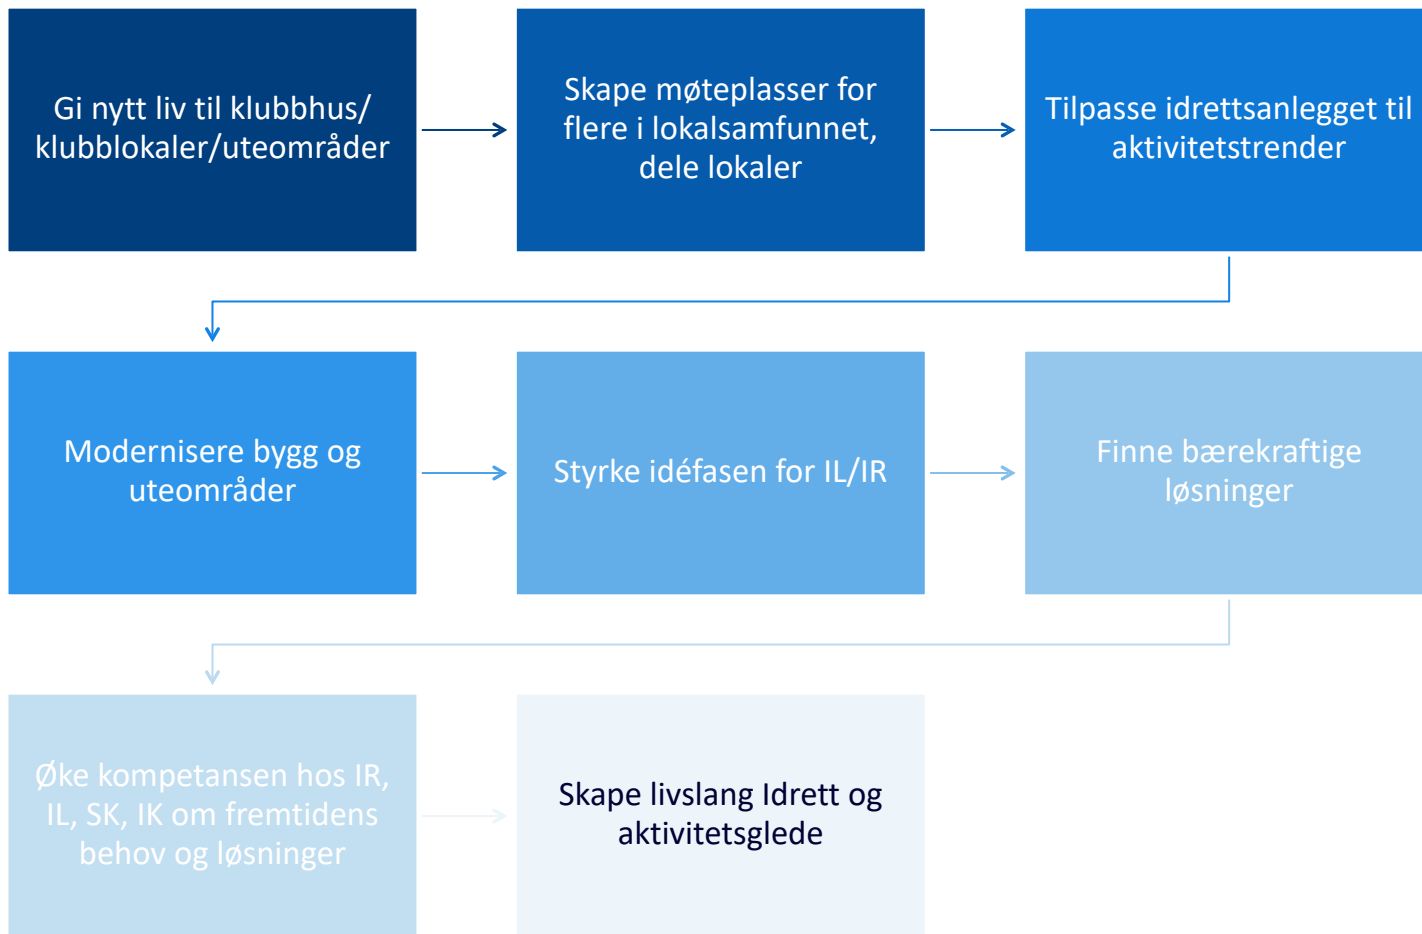 Gi nytt liv til klubbhus/
klubblokaler/uteområder
Skape møteplasser for
flere i lokalsamfunnet,
dele lokaler
Tilpasse idrettsanlegget til
aktivitetstrender
Modernisere bygg og
uteområder
Styrke idéfasen for IL/IR
Finne bærekraftige
løsninger
Øke kompetansen hos IR,
IL, SK, IK om fremtidens
behov og løsninger
Skape livslang Idrett og
aktivitetsglede